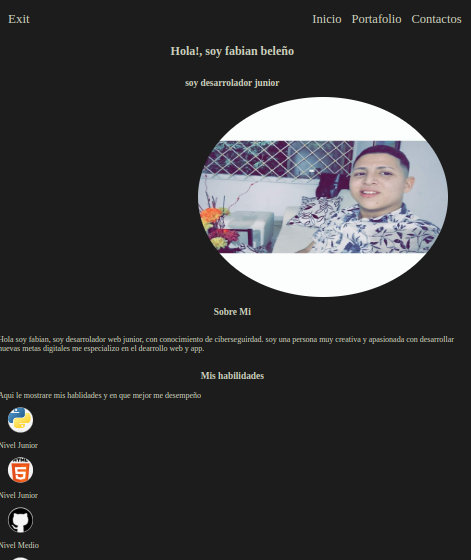 Exit Inicio Portafolio Contactos
Hola!, soy fabian beleño
soy desarrolador junior
Sobre Mi
Hola soy fabian, soy desarrolador web junior, con conocimiento de ciberseguirdad. soy una persona muy creativa y apasionada con desarrollar
nuevas metas digitales me especializo en el dearrollo web y app.
Mis habilidades
Aqui le mostrare mis hablidades y en que mejor me desempeño
Nivel Junior
HTML
5
Nivel Junior
Nivel Medio